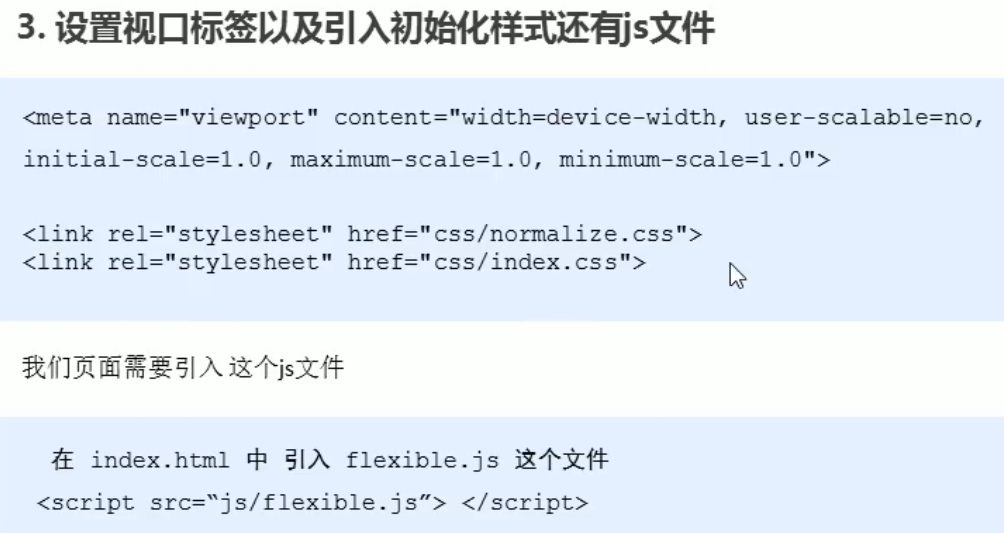 3. 设置视口标签以及引入初始化样式还有js文件
<meta name="viewport" content="width=device-width, user-scalable=no,
initial-scale=1.0, maximum-scale=1.0, minimum-scale=1.0">
<link rel="stylesheet" href="css/normalize.css">
<link rel="stylesheet" href="css/index.css">
我们页面需要引入 这个js文件
在 index.html 中 引入 flexible.js 这个文件
<script src=“js/flexible.js”> </script>